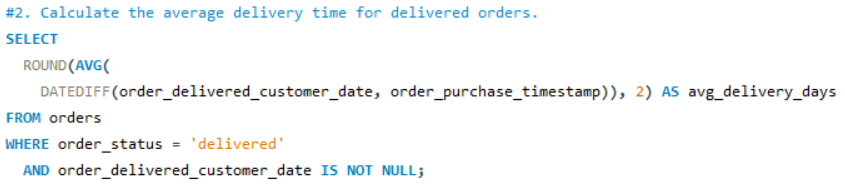 #2. Calculate the average delivery time for delivered orders.
SELECT
  ROUND(AVG(
    DATEDIFF(order_delivered_customer_date, order_purchase_timestamp)), 2) AS avg_delivery_days
FROM orders
WHERE order_status = 'delivered'
  AND order_delivered_customer_date IS NOT NULL;